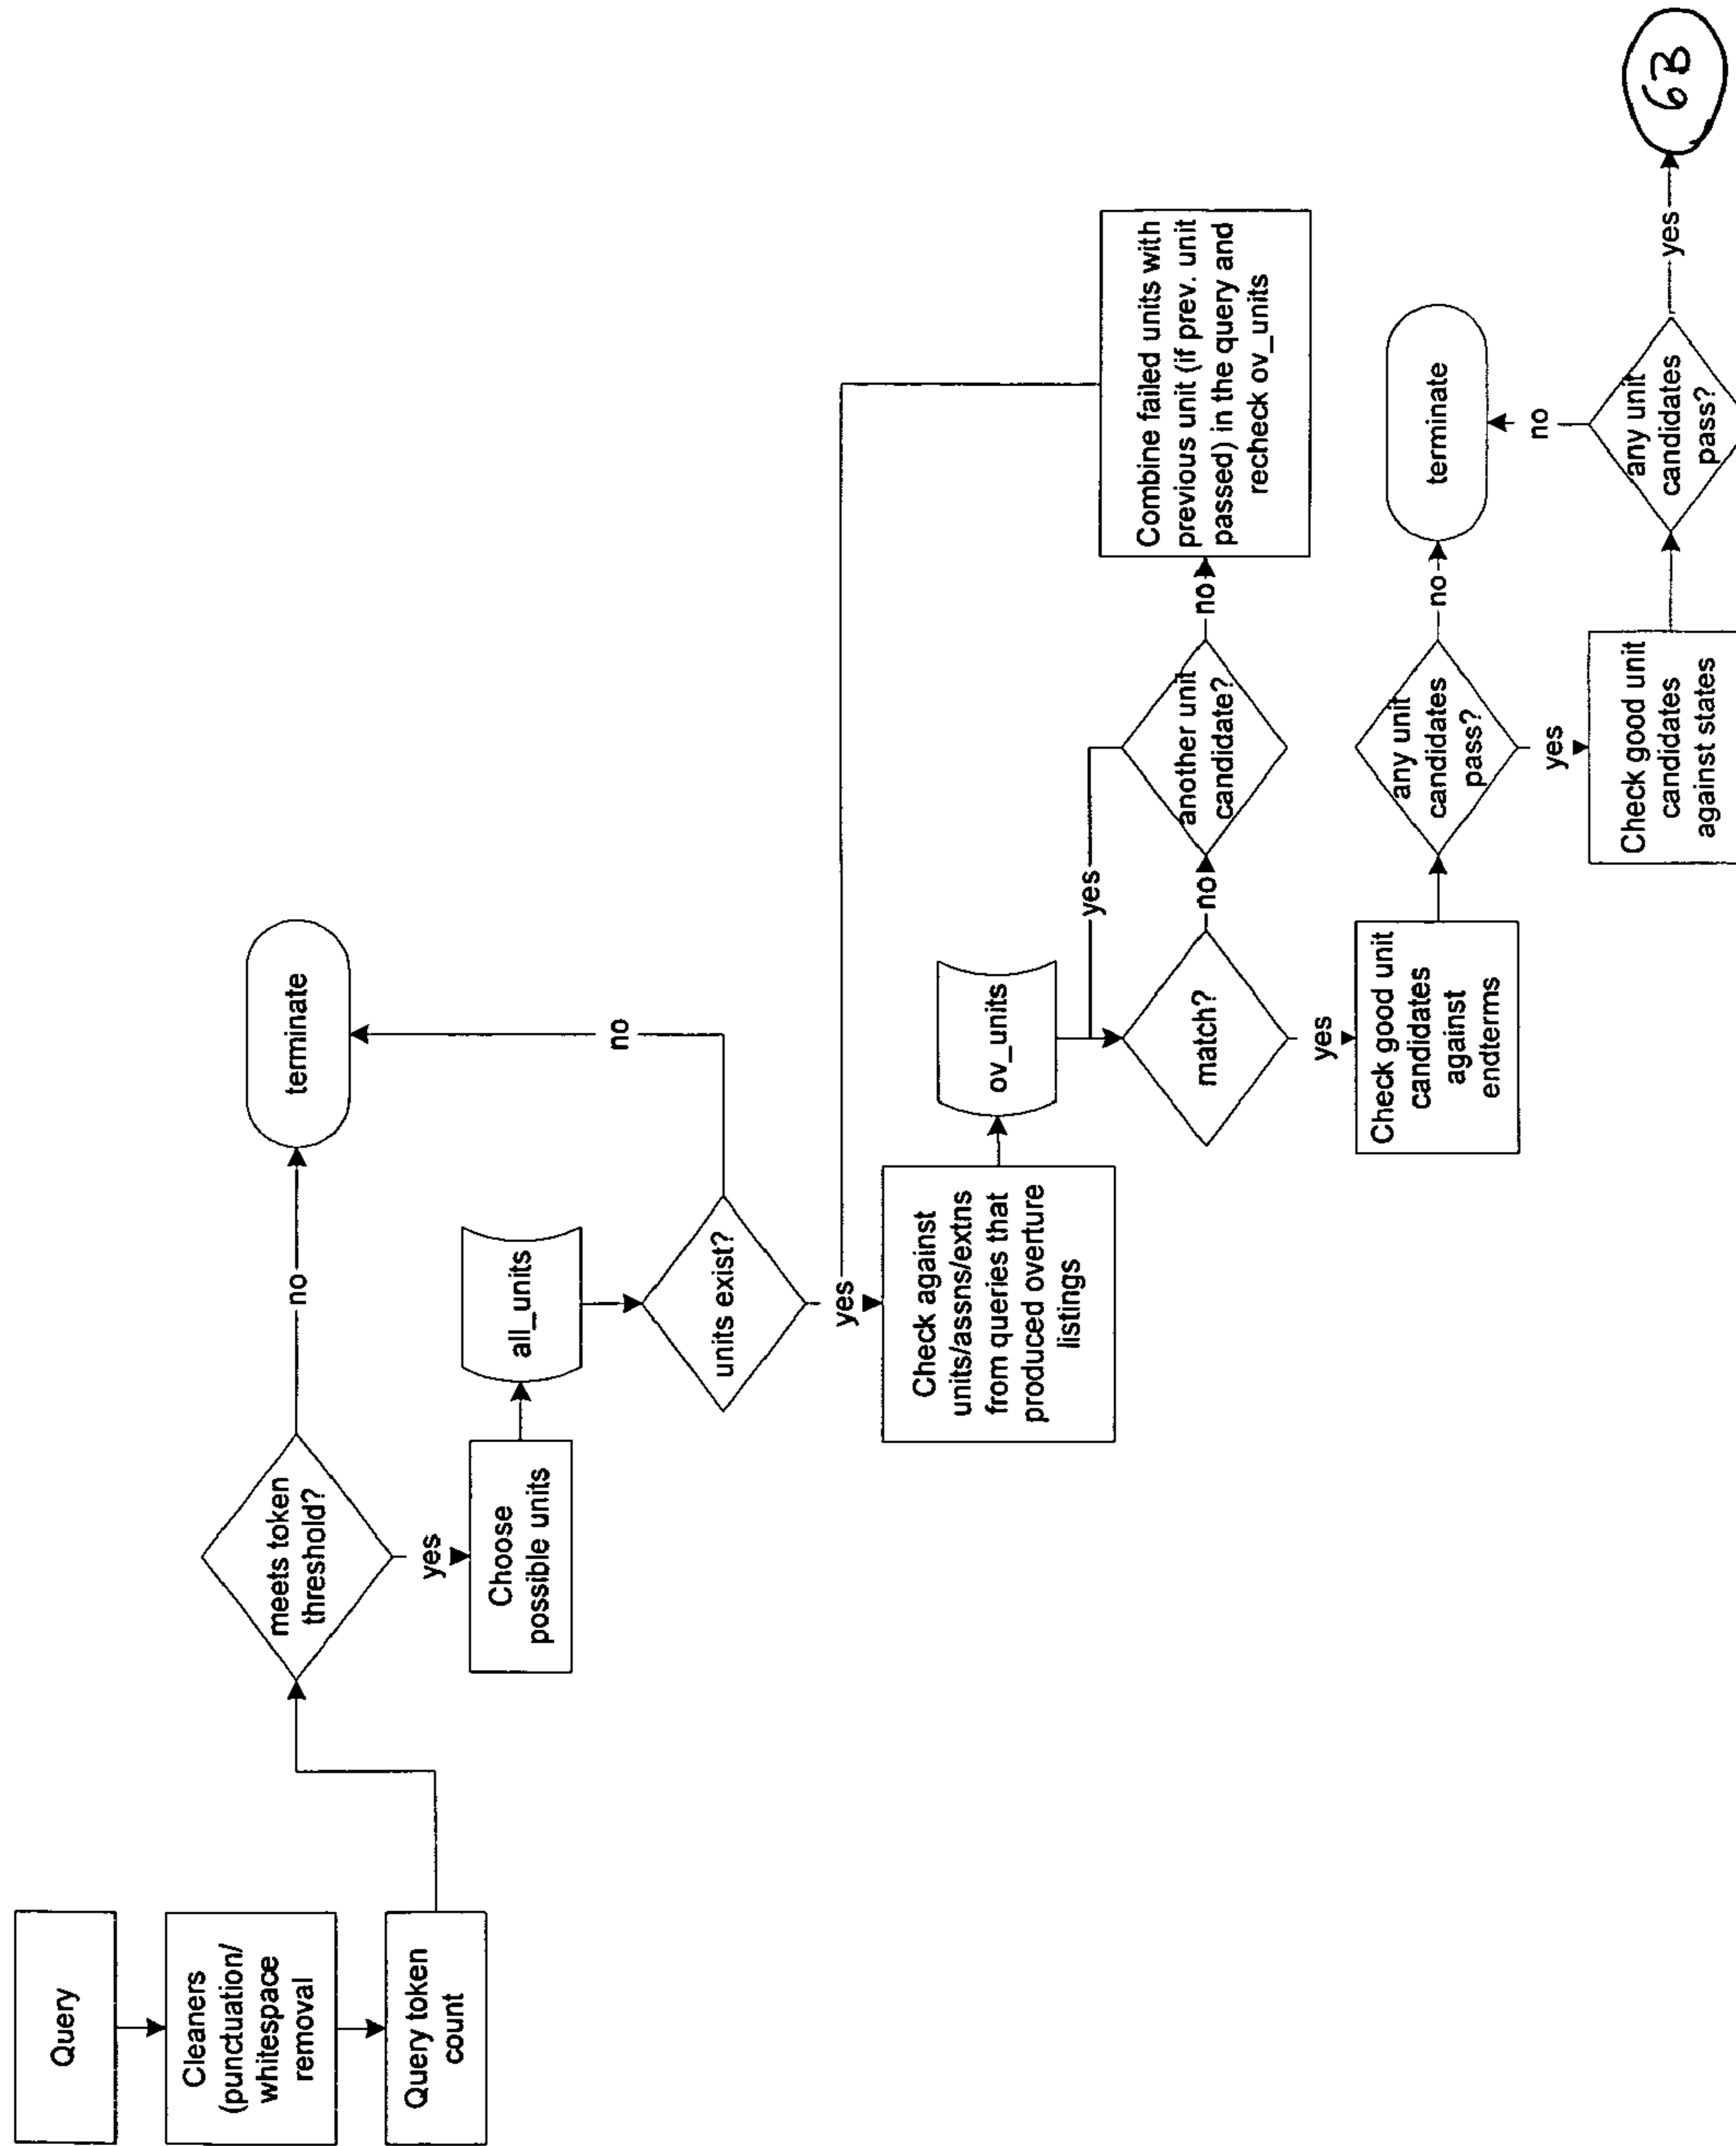 Query
Cleaners
(punctuation/
whitespace
removal
Query token
count
meets token
threshold?
no
terminate
yes
Choose
possible units
all_units
units exist?
no
yes
Check against
units/assns/extns
from queries that
produced overture
listings
ov_units
match?
no
another unit
candidate?
yes
no
Combine failed units with
previous unit (if prev. unit
passed) in the query and
recheck ov_units
yes
Check good unit
candidates
against
endterms
any unit
candidates
pass?
no
terminate
yes
Check good unit
candidates
against states
any unit
candidates
pass?
no
yes
6B